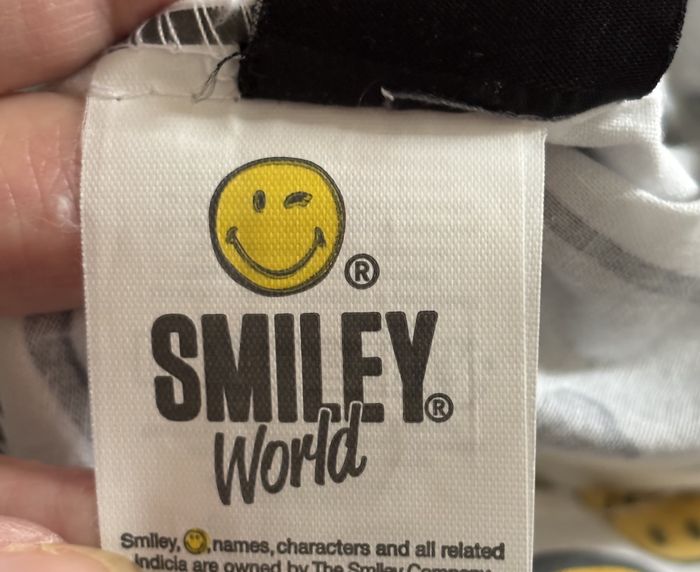 ®
SMILEY®
World
Smiley, , names, characters and all related
Indicia are owned by The Smiley Company